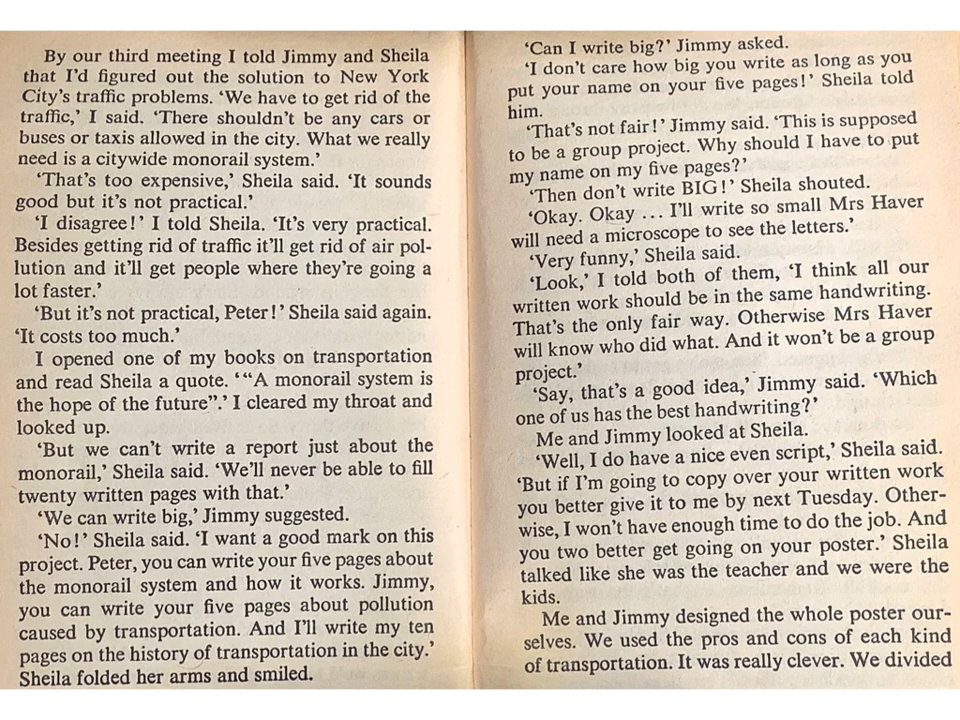 By our third meeting I told Jimmy and Sheila
that I'd figured out the solution to New York
City's traffic problems. ‘We have to get rid of the
traffic,’ I said. ‘There shouldn't be any cars or
buses or taxis allowed in the city. What we really
need is a citywide monorail system.’
‘That's too expensive,’ Sheila said. ‘It sounds
good but it's not practical.’
‘I disagree!’ I told Sheila. ‘It's very practical.
Besides getting rid of traffic it'll get rid of air pol-
lution and it'll get people where they're going a
lot faster.’
‘But it's not practical, Peter!’ Sheila said again.
‘It costs too much.’
I opened one of my books on transportation
and read Sheila a quote. ‘“A monorail system is
the hope of the future”.’ I cleared my throat and
looked up.
‘But we can't write a report just about the
monorail,’ Sheila said. ‘We'll never be able to fill
twenty written pages with that.’
‘We can write big,’ Jimmy suggested.
‘No!’ Sheila said. ‘I want a good mark on this
project. Peter, you can write your five pages about
the monorail system and how it works. Jimmy,
you can write your five pages about pollution
caused by transportation. And I'll write my ten
pages on the history of transportation in the city.’
Sheila folded her arms and smiled.
‘Can I write big?’ Jimmy asked.
‘I don't care how big you write as long as you
put your name on your five pages!’ Sheila told
him.
‘That's not fair!’ Jimmy said. ‘This is supposed
to be a group project. Why should I have to put
my name on my five pages?’
‘Then don't write BIG!’ Sheila shouted.
‘Okay. Okay ... I'll write so small Mrs Haver
will need a microscope to see the letters.’
‘Very funny,’ Sheila said.
‘Look,’ I told both of them, ‘I think all our
written work should be in the same handwriting.
That's the only fair way. Otherwise Mrs Haver
will know who did what. And it won't be a group
project.’
‘Say, that's a good idea,’ Jimmy said. ‘Which
one of us has the best handwriting?’
Me and Jimmy looked at Sheila.
‘Well, I do have a nice even script,’ Sheila said.
‘But if I'm going to copy over your written work
you better give it to me by next Tuesday. Other-
wise, I won't have enough time to do the job. And
you two better get going on your poster.’ Sheila
talked like she was the teacher and we were the
kids.
Me and Jimmy designed the whole poster our-
selves. We used the pros and cons of each kind
of transportation. It was really clever. We divided